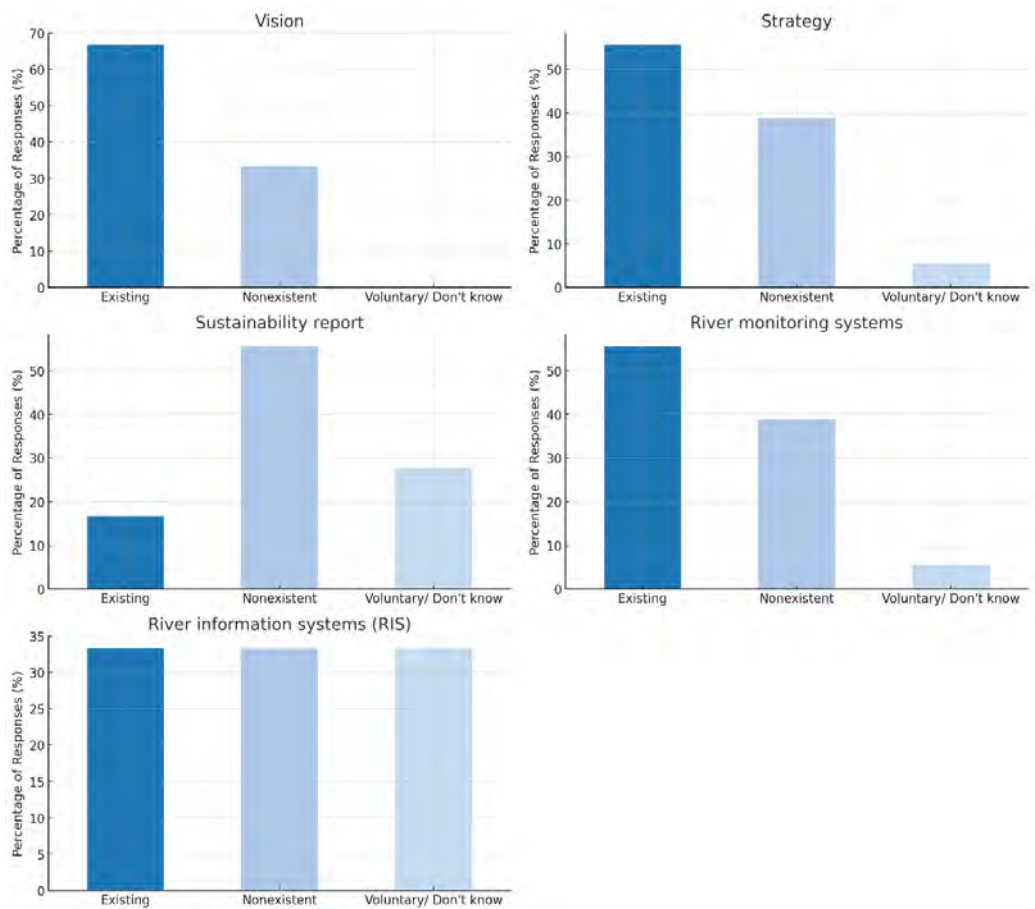 Vision
Percentage of Responses (%)
70
60
50
40
30
20
10
0
Existing
Nonexistent
Voluntary/ Don't know
Strategy
Percentage of Responses (%)
50
40
30
20
10
0
Existing
Nonexistent
Voluntary/ Don't know
Sustainability report
Percentage of Responses (%)
50
40
30
20
10
0
Existing
Nonexistent
Voluntary/ Don't know
River monitoring systems
Percentage of Responses (%)
50
40
30
20
10
0
Existing
Nonexistent
Voluntary/ Don't know
River information systems (RIS)
Percentage of Responses (%)
35
30
25
20
15
10
5
0
Existing
Nonexistent
Voluntary/ Don't know